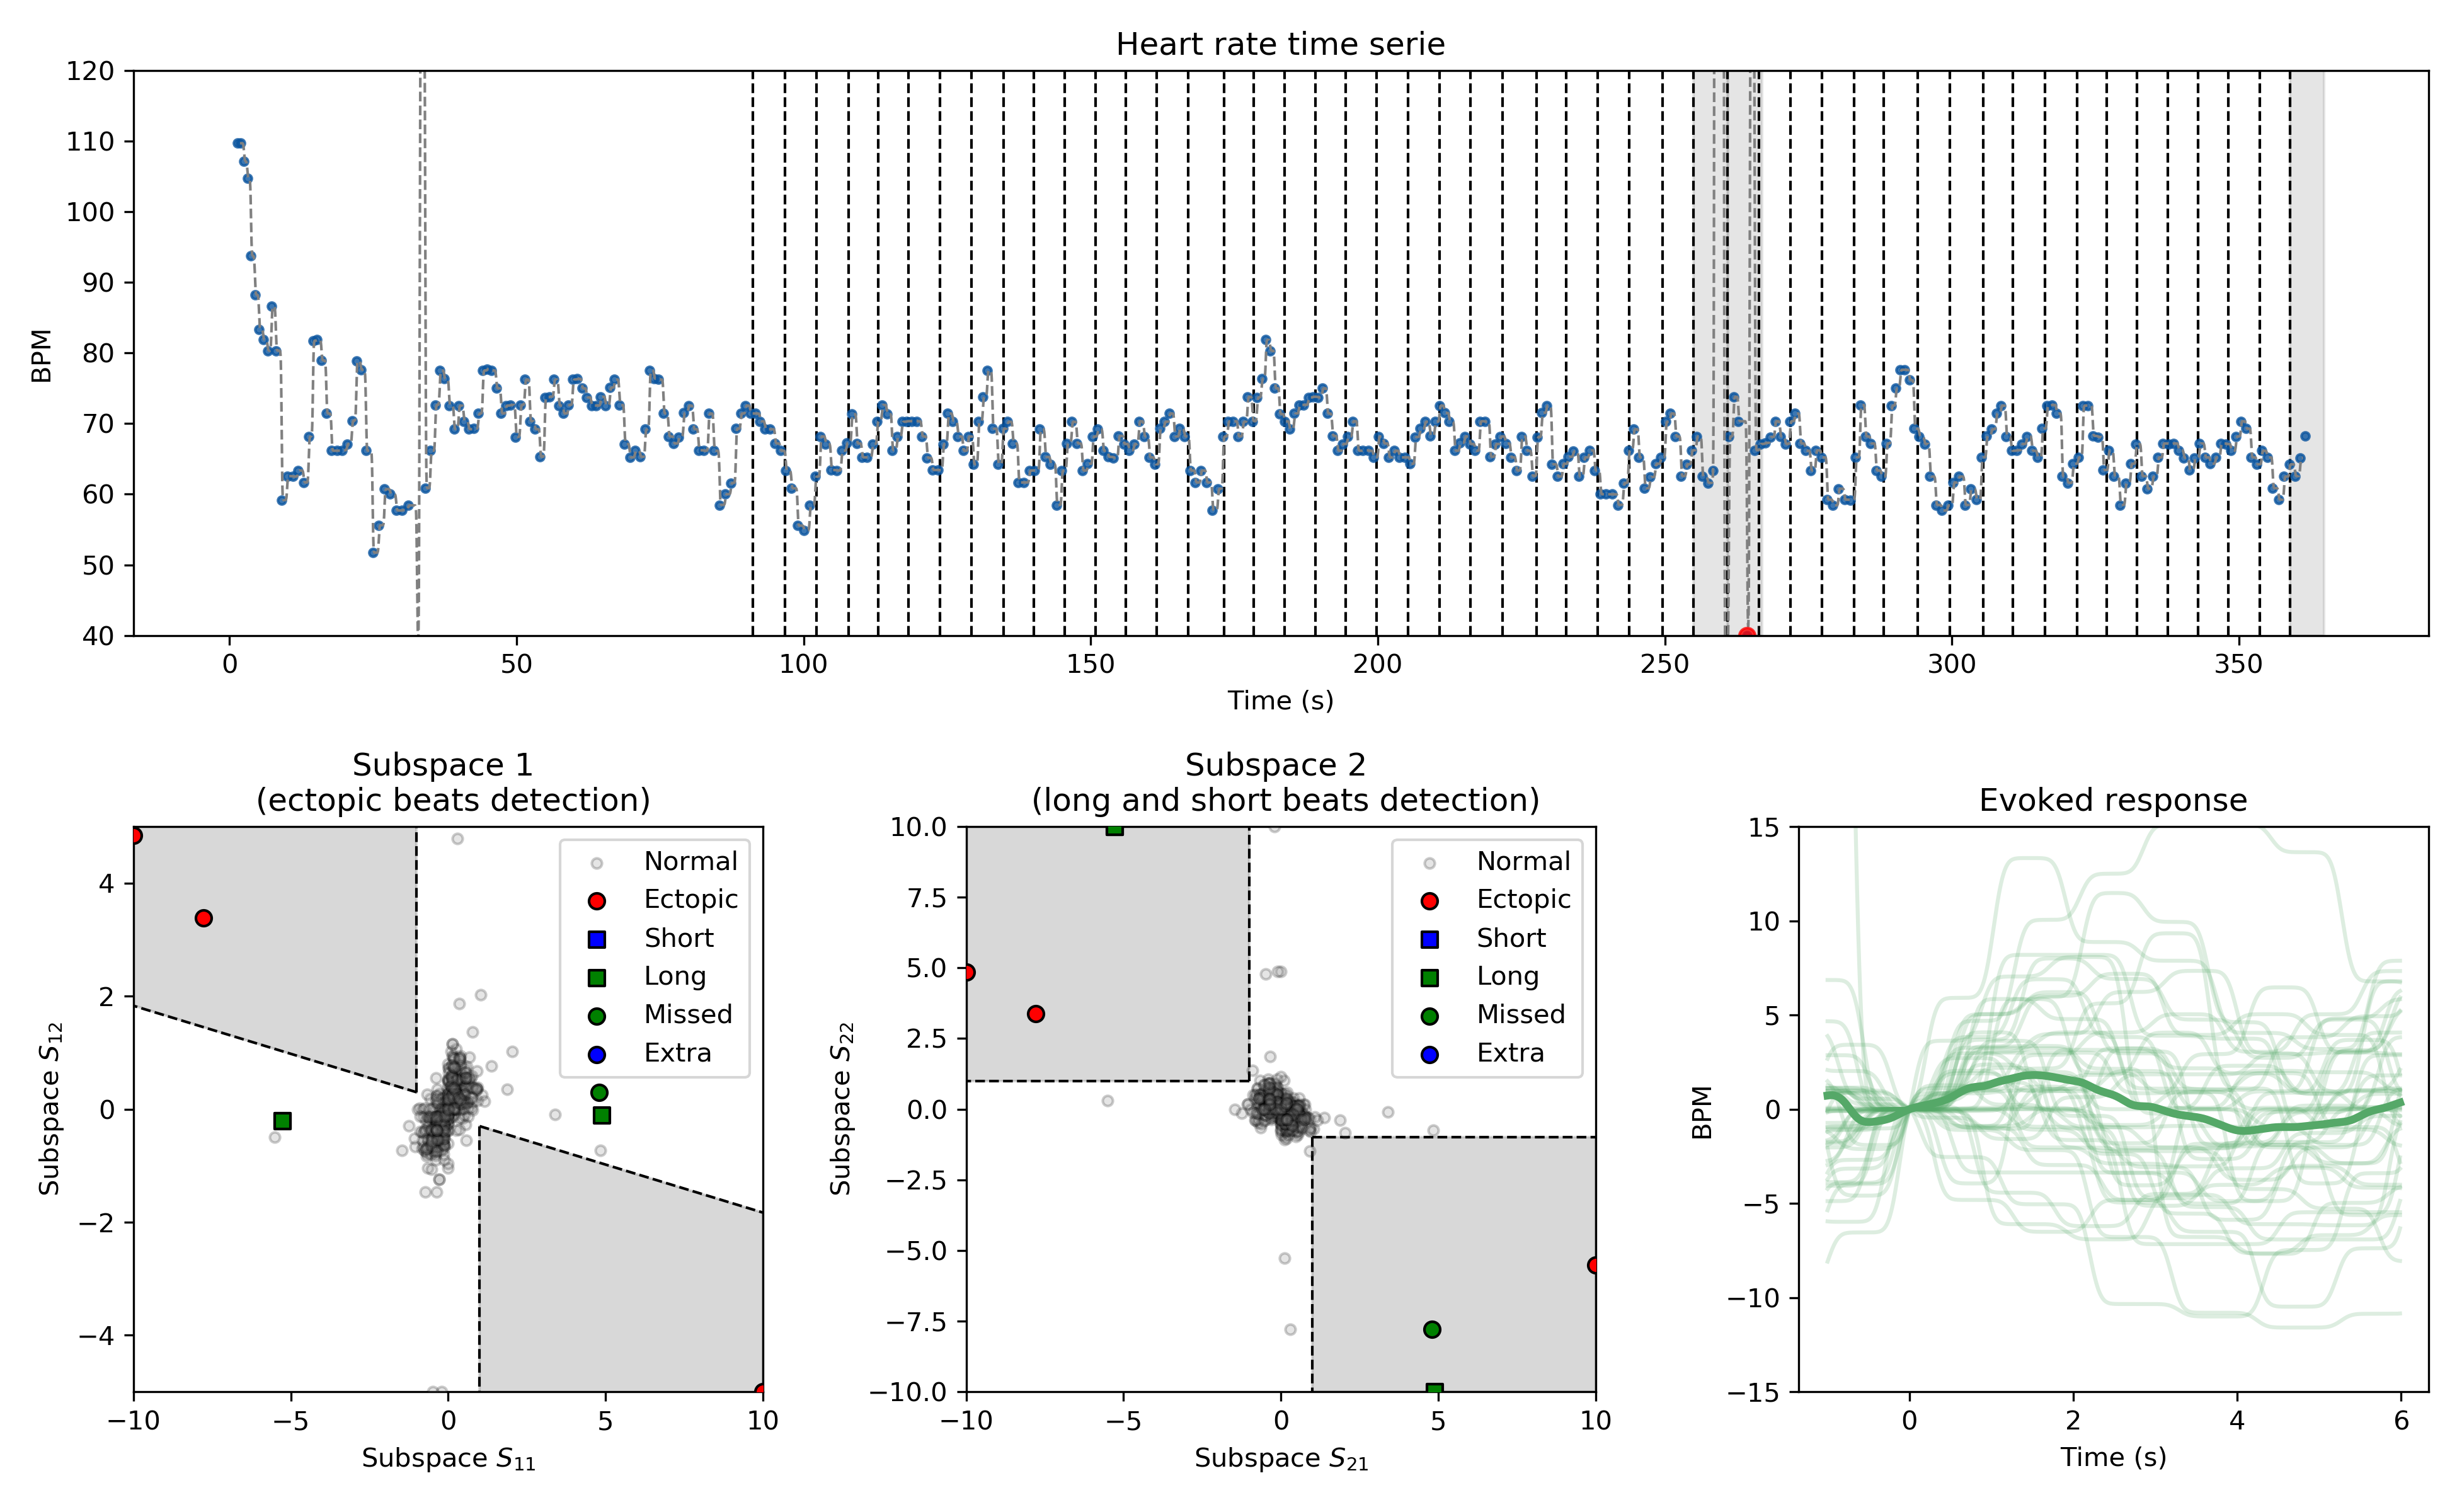 Heart rate time serie
120
110
100
90
80
70
60
50
40
BPM
0 50 100 150 200 250 300 350
Time (s)
Subspace 1
(ectopic beats detection)
4
2
0
−2
−4
Subspace S12
Normal
Ectopic
Short
Long
Missed
Extra
−10 −5 0 5 10
Subspace S11
Subspace 2
(long and short beats detection)
10.0
7.5
5.0
2.5
0.0
−2.5
−5.0
−7.5
−10.0
Subspace S22
Normal
Ectopic
Short
Long
Missed
Extra
−10 −5 0 5 10
Subspace S21
Evoked response
15
10
5
0
−5
−10
−15
BPM
0 2 4 6
Time (s)